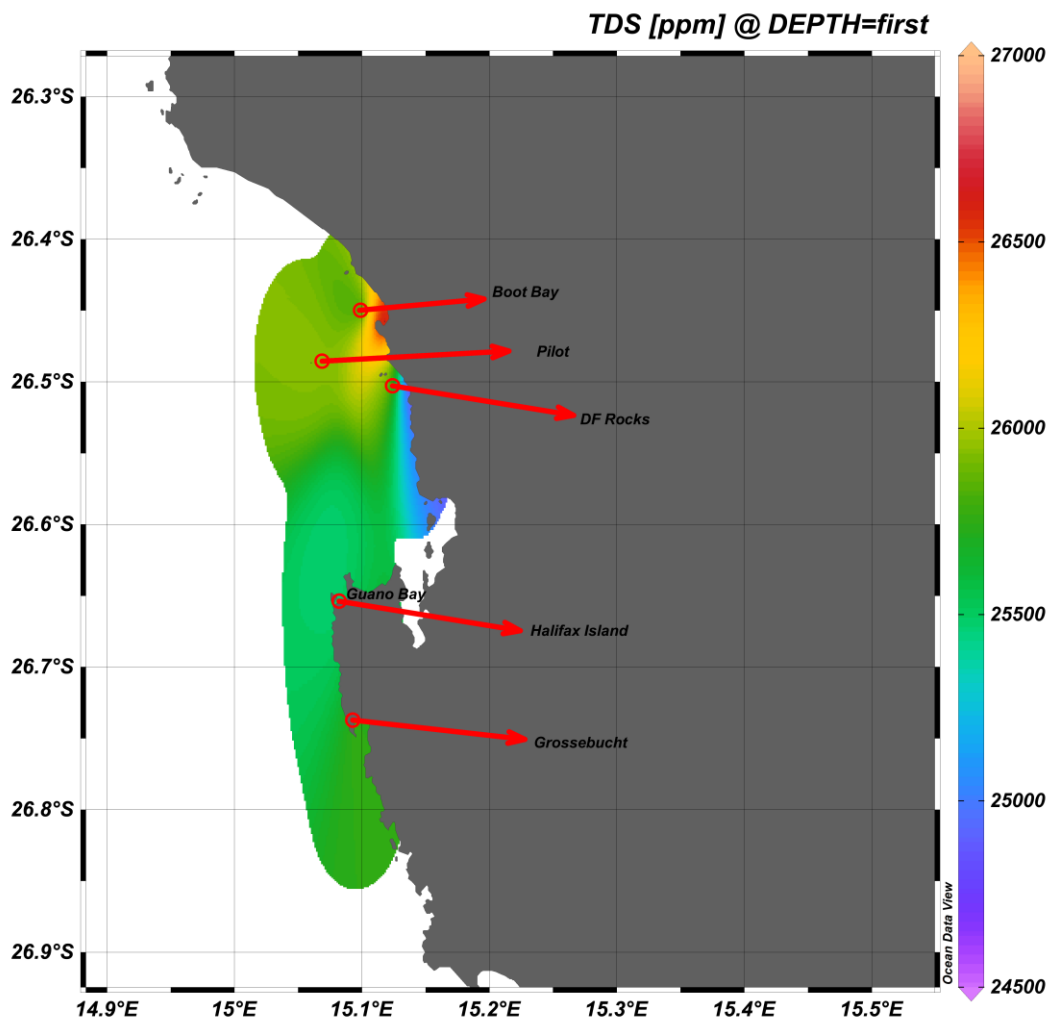 TDS [ppm] @ DEPTH=first
27000
26.3°S
26.4°S
26500
Boot Bay
Pilot
26.5°S
DF Rocks
26000
26.6°S
Guano Bay
25500
Halifax Island
26.7°S
Grossebucht
26.8°S
25000
26.9°S
Ocean Data View
24500
14.9°E
15°E
15.1°E
15.2°E
15.3°E
15.4°E
15.5°E